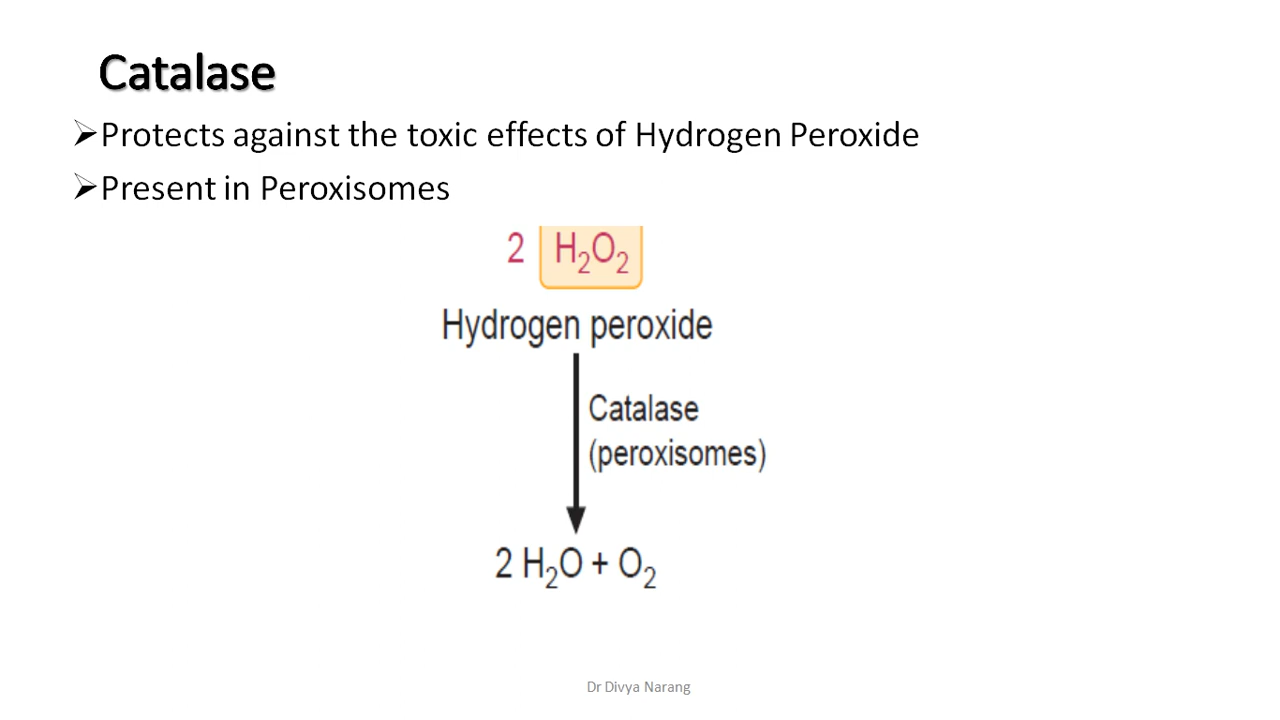 Catalase
➢Protects against the toxic effects of Hydrogen Peroxide
➢Present in Peroxisomes
2 H₂O₂
Hydrogen peroxide
Catalase
(peroxisomes)
2 H₂O + O₂
Dr Divya Narang